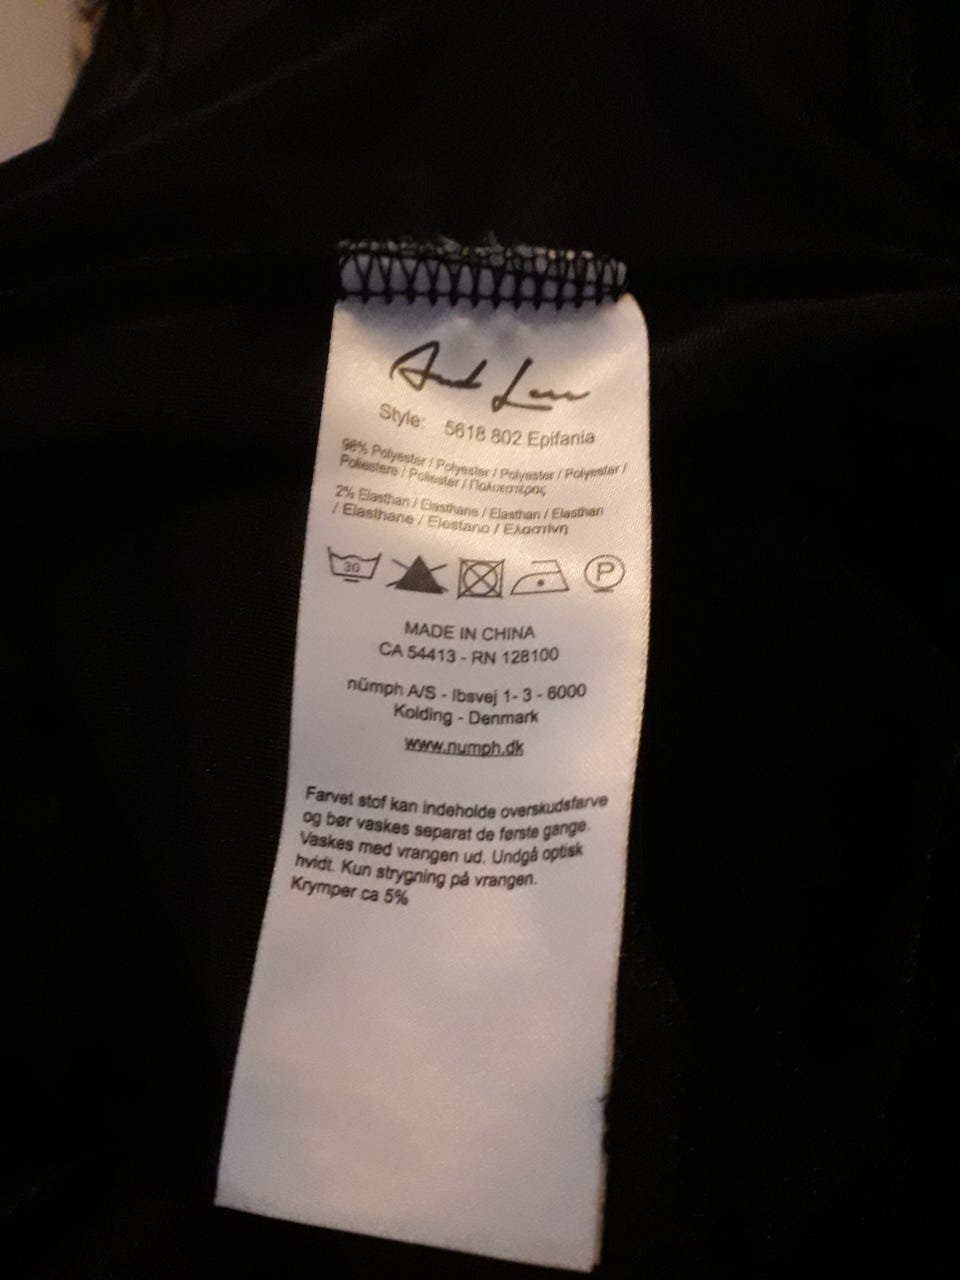 And Less
Style: 5618 802 Epifania
98% Polyester / Polyester / Polyester / Polyester /
Poliestere / Poliester / Πολυεστέρας
2% Elasthan / Elasthane / Elasthan / Elasthan
/ Elasthane / Elestano / Ελαστίνη
30
P
MADE IN CHINA
CA 54413 - RN 128100
nümph A/S - Ibsvej 1- 3 - 6000
Kolding - Denmark
www.numph.dk
Farvet stof kan indeholde overskudsfarve
og bør vaskes separat de første gange.
Vaskes med vrangen ud. Undgå optisk
hvidt. Kun strygning på vrangen.
Krymper ca 5%